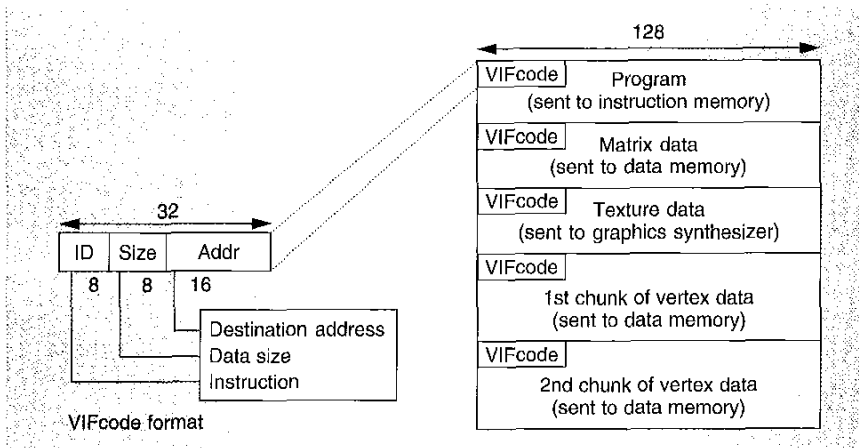 128
VIFcode
Program
(sent to instruction memory)
VIFcode
Matrix data
(sent to data memory)
VIFcode
Texture data
(sent to graphics synthesizer)
VIFcode
1st chunk of vertex data
(sent to data memory)
VIFcode
2nd chunk of vertex data
(sent to data memory)
32
ID Size Addr
8 8 16
Destination address
Data size
Instruction
VIFcode format